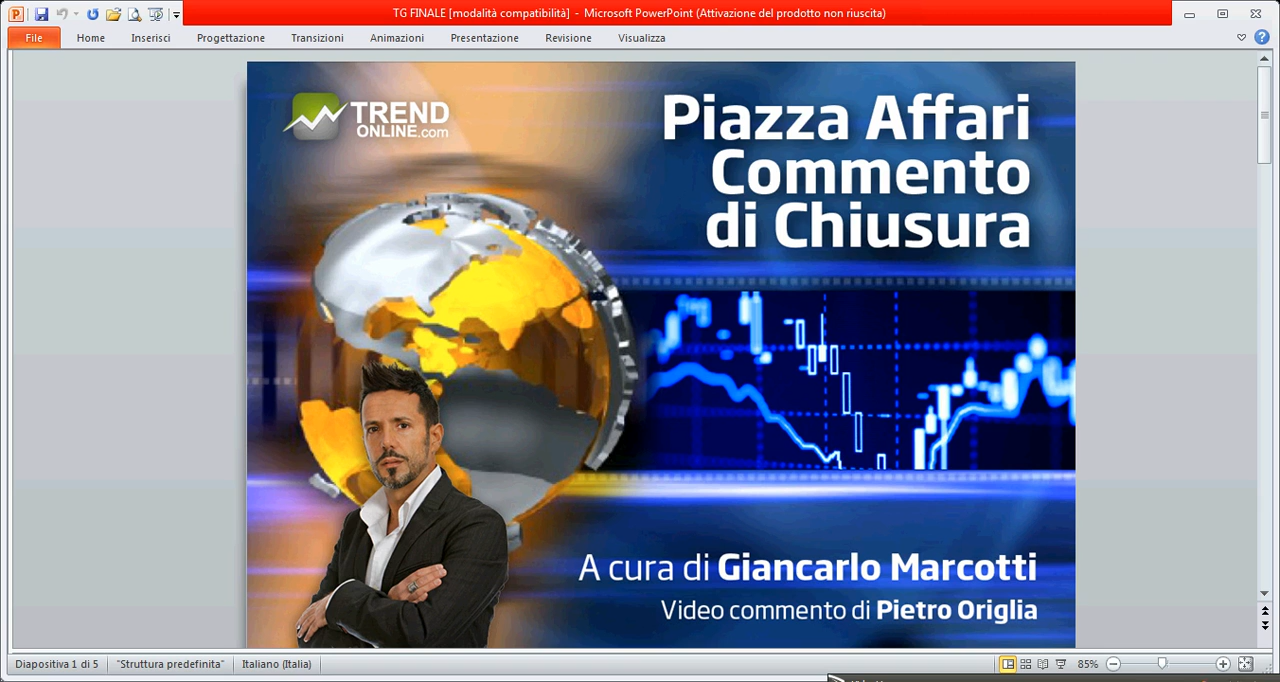 TG FINALE [modalità compatibilità] - Microsoft PowerPoint (Attivazione del prodotto non riuscita)
File Home Inserisci Progettazione Transizioni Animazioni Presentazione Revisione Visualizza
TREND
ONLINE.com
Piazza Affari
Commento
di Chiusura
A cura di Giancarlo Marcotti
Video commento di Pietro Origlia
Diapositiva 1 di 5 "Struttura predefinita" Italiano (Italia) 85%